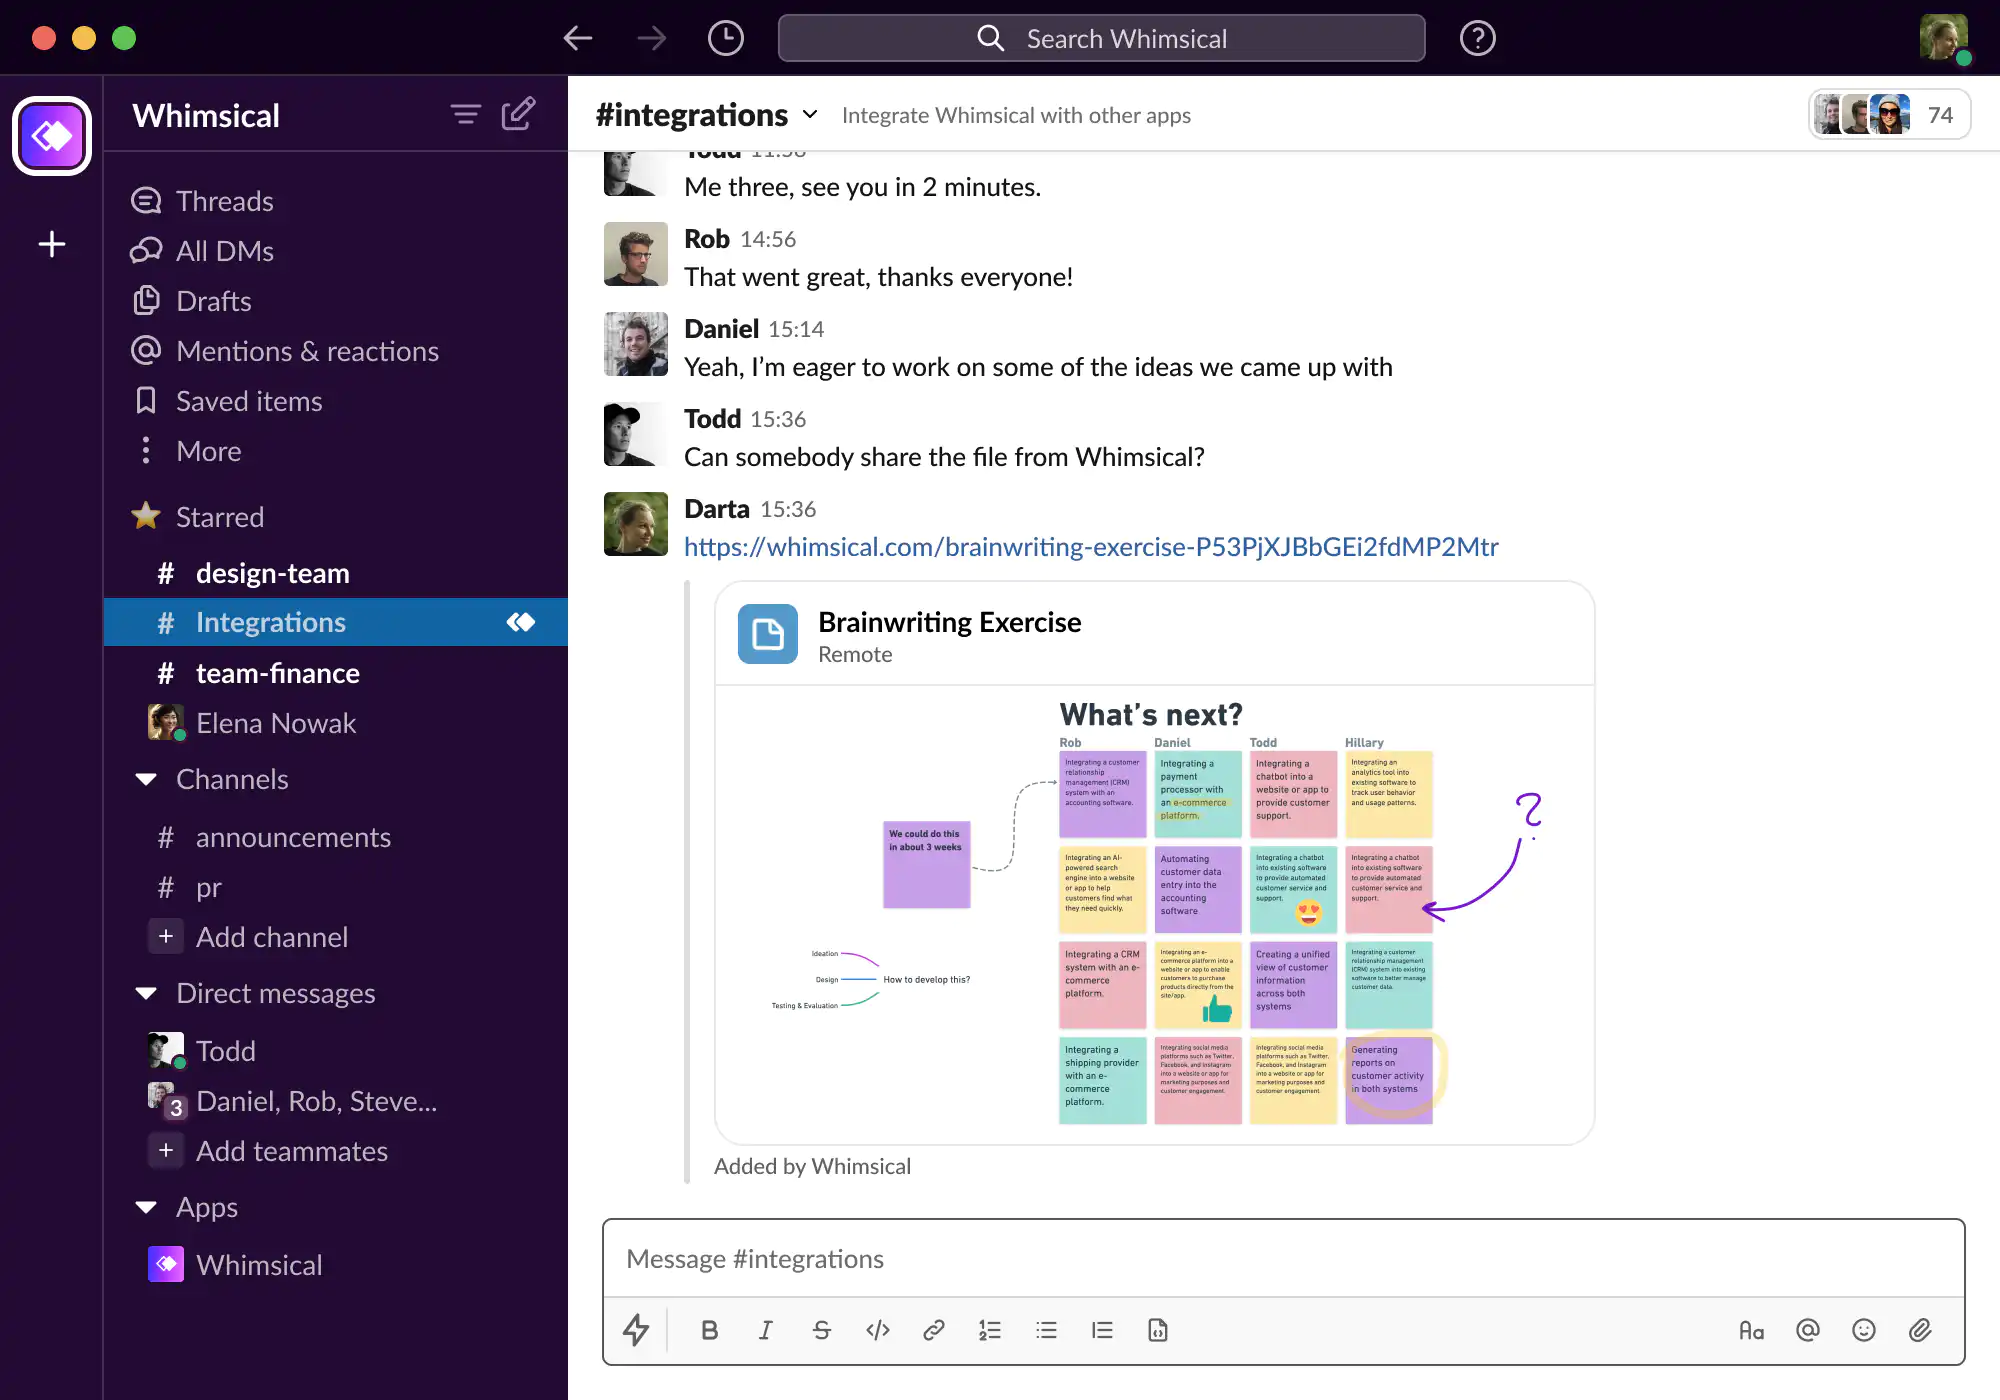 Search Whimsical
Whimsical
Threads
All DMs
Drafts
Mentions & reactions
Saved items
More
Starred
# design-team
# Integrations
# team-finance
Elena Nowak
Channels
# announcements
# pr
+ Add channel
Direct messages
Todd
3 Daniel, Rob, Steve...
+ Add teammates
Apps
Whimsical
#integrations
Integrate Whimsical with other apps
74
Todd 11:58
Me three, see you in 2 minutes.
Rob 14:56
That went great, thanks everyone!
Daniel 15:14
Yeah, I’m eager to work on some of the ideas we came up with
Todd 15:36
Can somebody share the file from Whimsical?
Darta 15:36
https://whimsical.com/brainwriting-exercise-P53PjXJBbGEi2fdMP2Mtr
Brainwriting Exercise
Remote
What’s next?
We could do this
in about 3 weeks
Ideation
Design
Testing & Evaluation
How to develop this?
Rob
Daniel
Todd
Hillary
Integrating a customer
relationship
management (CRM)
system with an
accounting software.
Integrating a
payment
processor with
an e-commerce
platform.
Integrating a
chatbot into a
website or app to
provide customer
support.
Integrating an
analytics tool into
existing software to
track user behavior
and usage patterns.
Integrating an AI-
powered search
engine into a website
or app to help
customers find what
they need quickly.
Automating
customer data
entry into the
accounting
software
Integrating a chatbot
into existing software
to provide automated
customer service and
support.
Integrating a chatbot
into existing software
to provide automated
customer service and
support.
?
Integrating a CRM
system with an e-
commerce
platform.
Integrating an e-
commerce platform into a
website or app to enable
customers to purchase
products directly from the
site/app.
Creating a unified
view of customer
information
across both
systems
Integrating a customer
relationship management
(CRM) system into existing
software to better manage
customer data.
Integrating a
shipping provider
with an e-
commerce
platform.
Integrating social media
platforms such as Twitter,
Facebook, and Instagram
into a website or app for
marketing purposes and
customer engagement.
Integrating social media
platforms such as Twitter,
Facebook, and Instagram
into a website or app for
marketing purposes and
customer engagement.
Generating
reports on
customer activity
in both systems
Added by Whimsical
Message #integrations
Aa